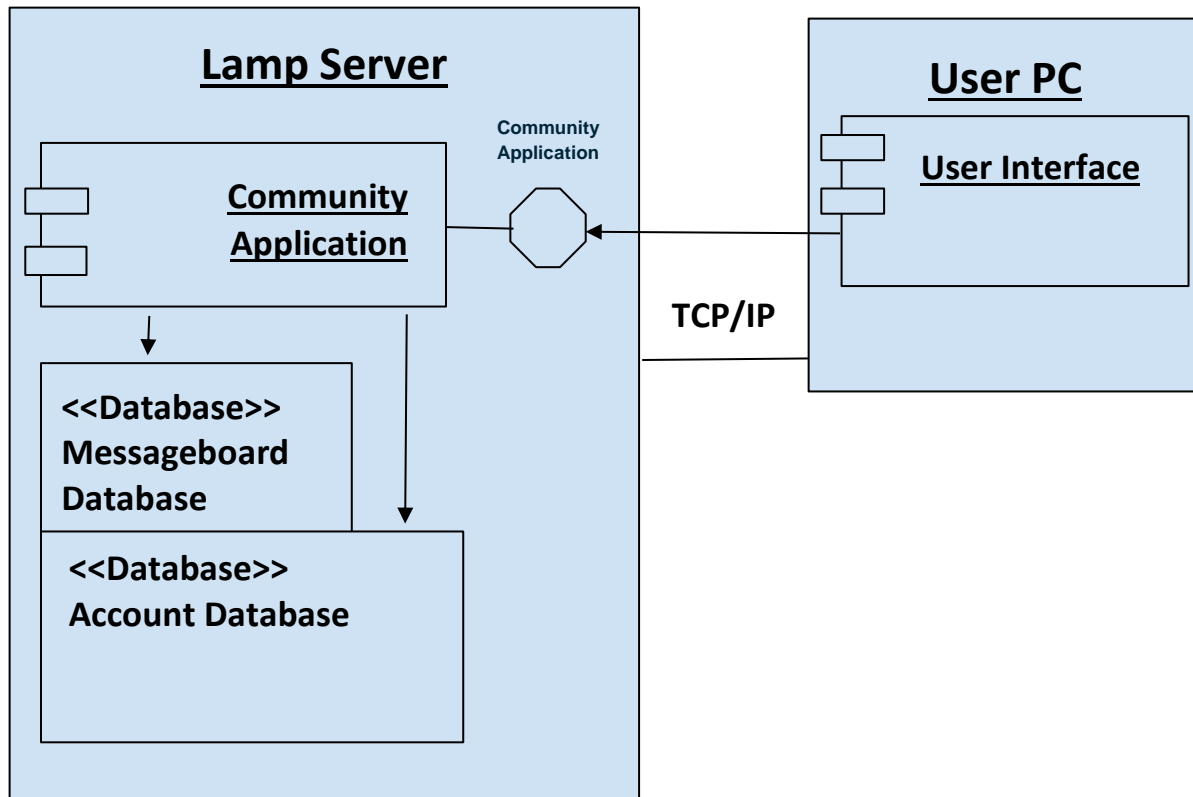 Lamp Server
Community
Application
Community
Application
<<Database>>
Messageboard
Database
<<Database>>
Account Database
TCP/IP
User PC
User Interface